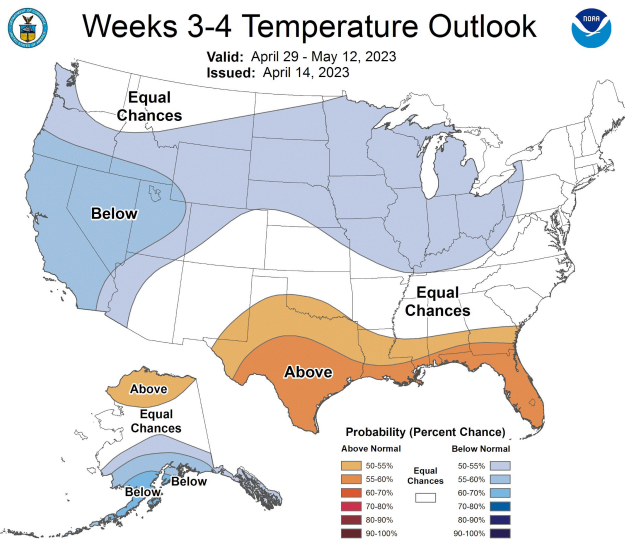 Weeks 3-4 Temperature Outlook
NOAA
Valid: April 29 - May 12, 2023
Issued: April 14, 2023
Equal
Chances
Below
Equal
Chances
Above
Above
Equal
Chances
Below
Below
Probability (Percent Chance)
Above Normal
Below Normal
Equal
Chances
50-55%
55-60%
60-70%
70-80%
80-90%
90-100%
50-55%
55-60%
60-70%
70-80%
80-90%
90-100%